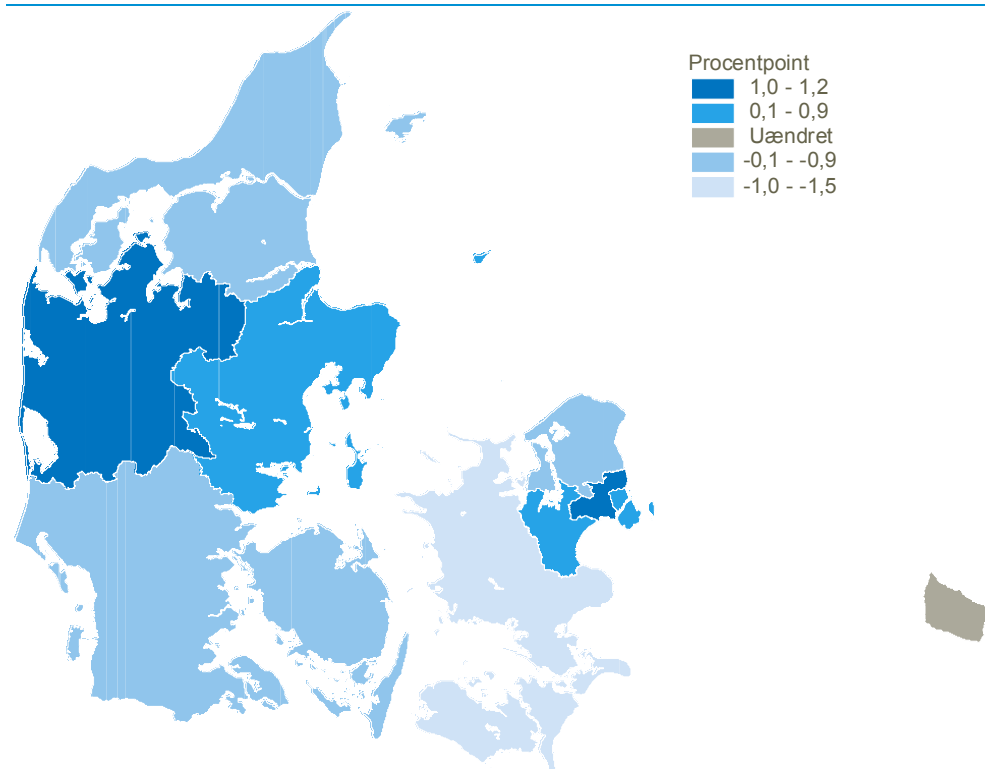 Procentpoint
1,0 - 1,2
0,1 - 0,9
Uændret
-0,1 - -0,9
-1,0 - -1,5